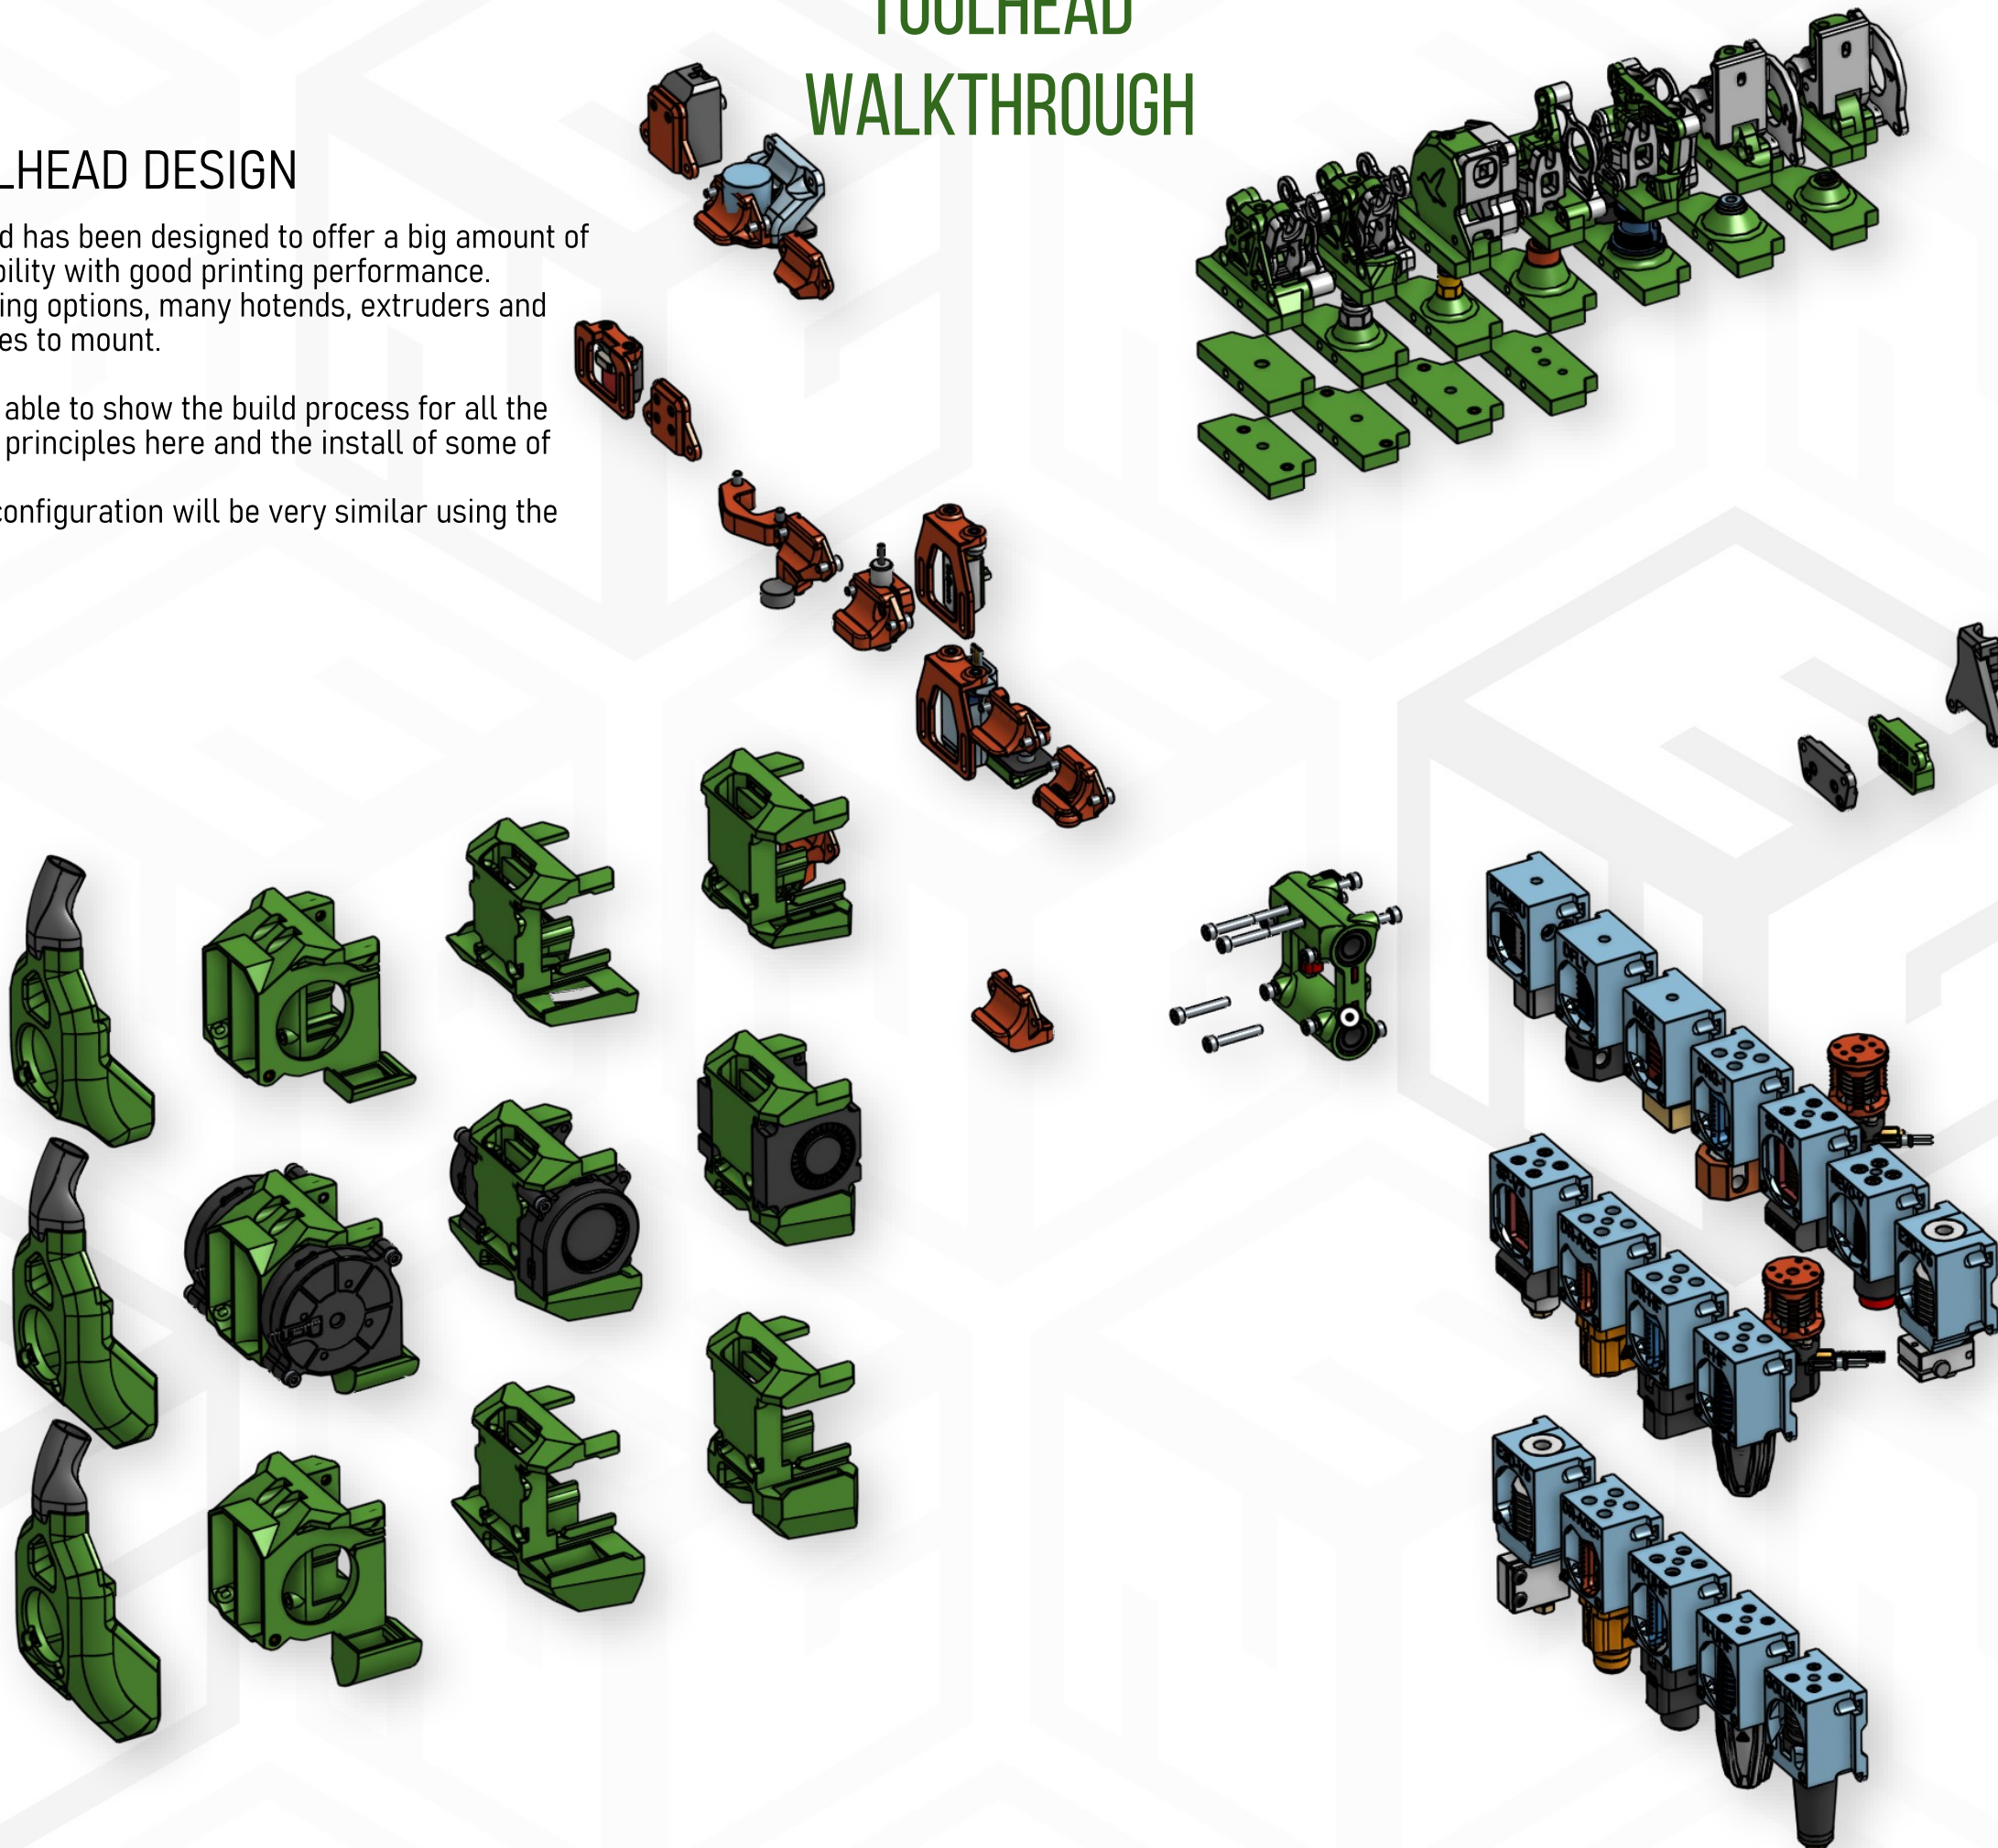 TOOLHEAD
WALKTHROUGH
LHEAD DESIGN
d has been designed to offer a big amount of
bility with good printing performance.
ing options, many hotends, extruders and
es to mount.
able to show the build process for all the
principles here and the install of some of
configuration will be very similar using the